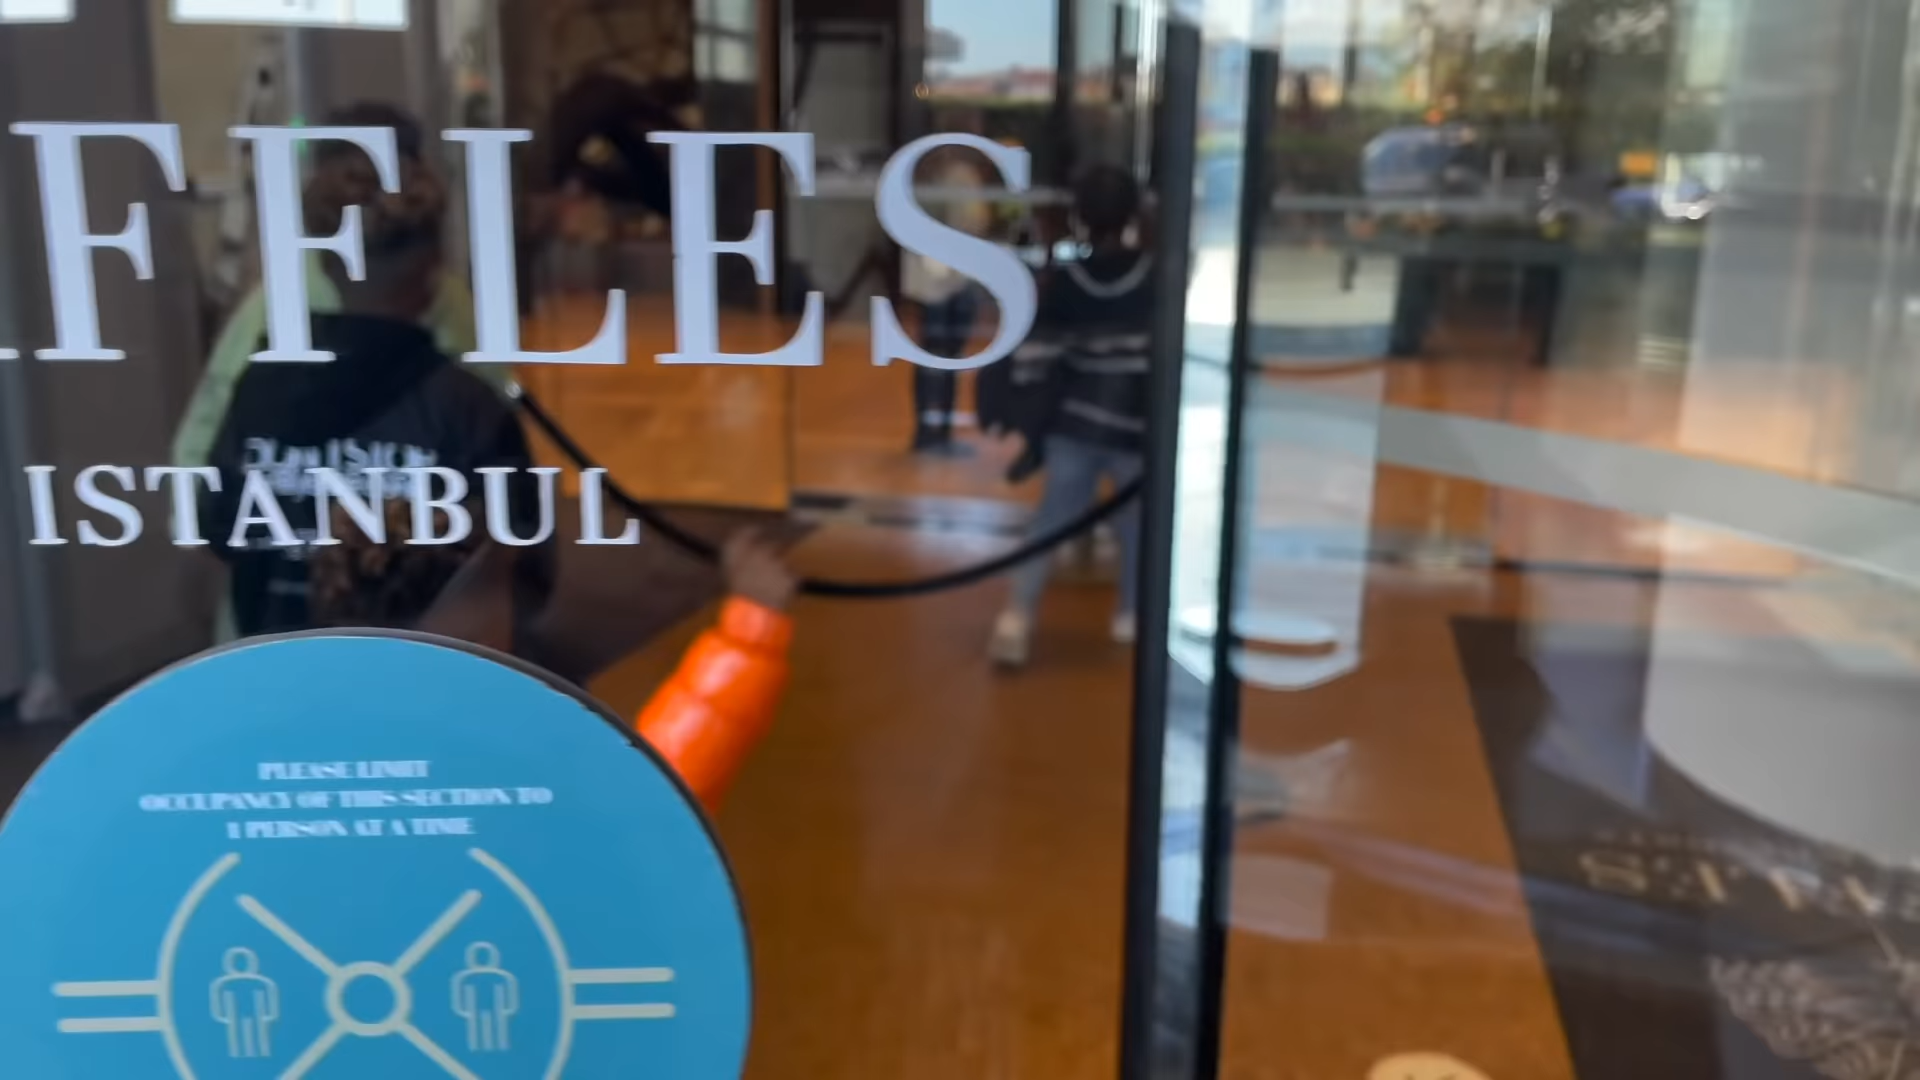 FFLES
ISTANBUL
PLEASE LIMIT
OCCUPANCY OF THIS SECTION TO
1 PERSON AT A TIME